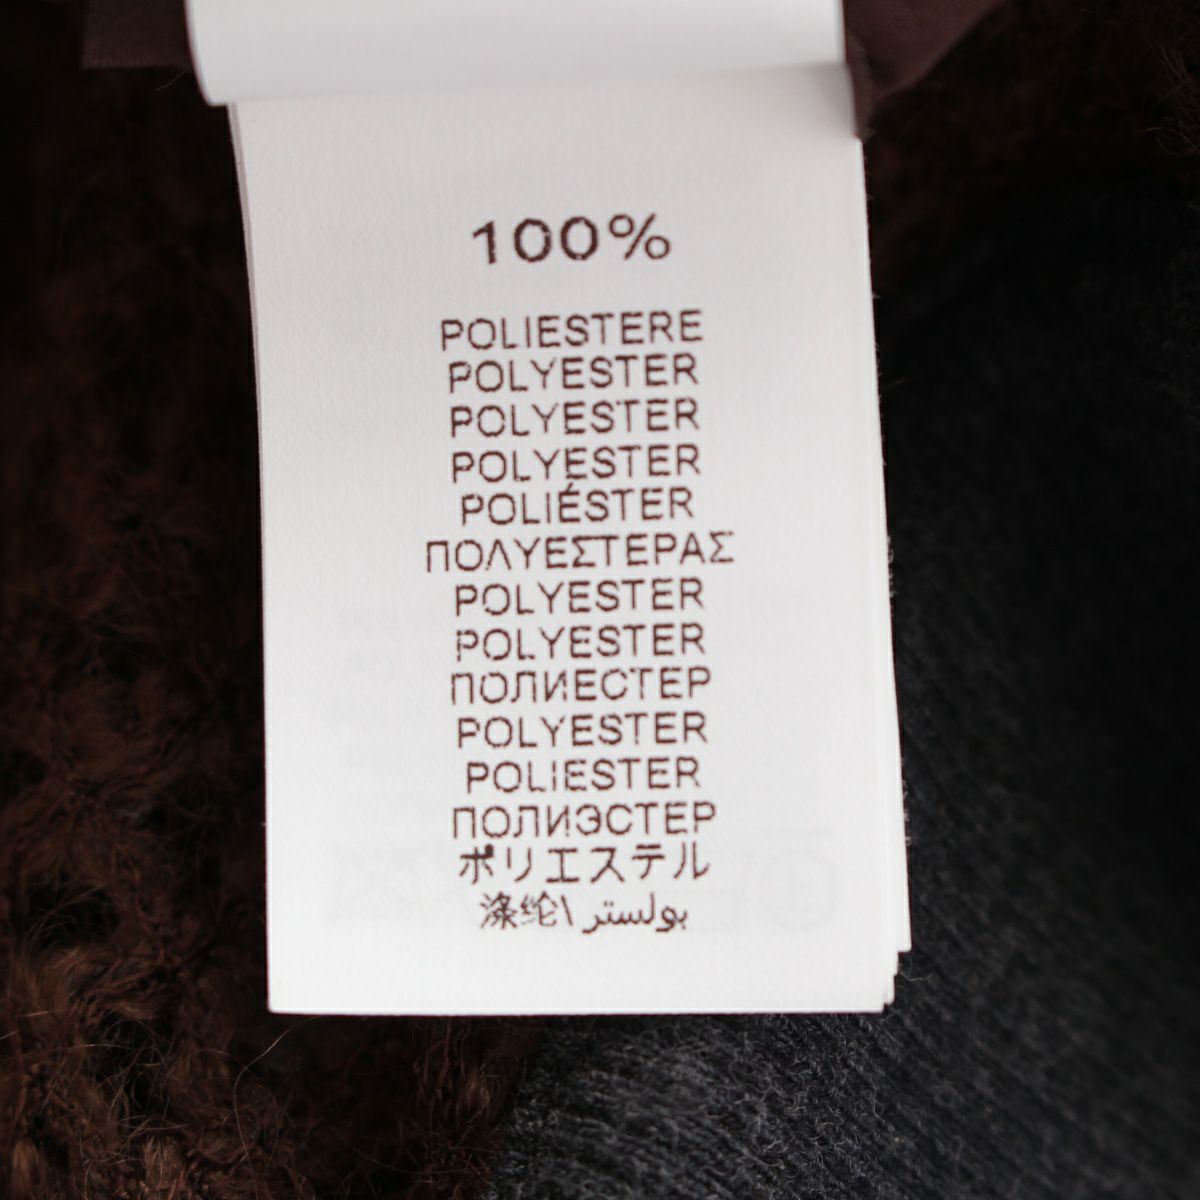 100%
POLIESTERE
POLYESTER
POLYESTER
POLYESTER
POLIÉSTER
ΠΟΛΥΕΣΤΕΡΑΣ
POLYESTER
POLYESTER
ПОЛИЕСТЕР
POLYESTER
POLIESTER
ПОЛИЭСТЕР
ポリエステル
涤纶\بولستر